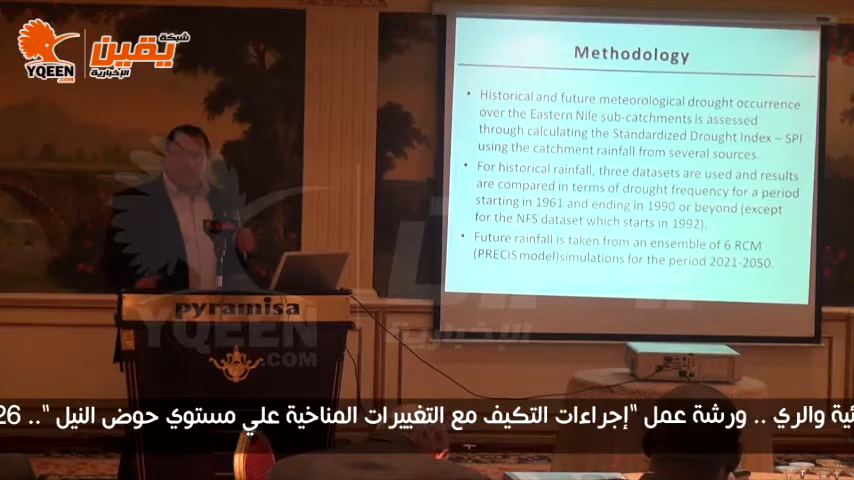 شبكة
يقين
الإخبارية
YQEEN
.COM
Methodology
• Historical and future meteorological drought occurrence
over the Eastern Nile sub-catchments is assessed
through calculating the Standardized Drought Index – SPI
using the catchment rainfall from several sources.
• For historical rainfall, three datasets are used and results
are compared in terms of drought frequency for a period
starting in 1961 and ending in 1990 or beyond (except
for the NFS dataset which starts in 1992).
• Future rainfall is taken from an ensemble of 6 RCM
(PRECIS model)simulations for the period 2021-2050.
pyramisa
YQEEN
.COM
الإخبارية
ئية والري .. ورشة عمل "إجراءات التكيف مع التغييرات المناخية علي مستوي حوض النيل ".. 26